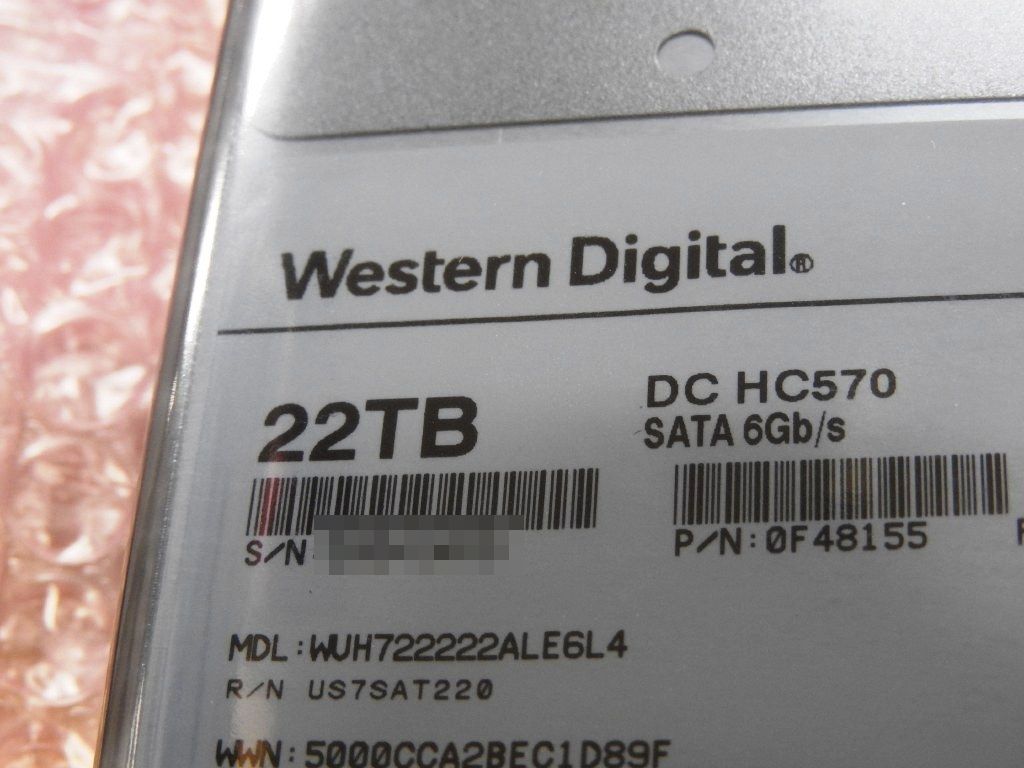 Western Digital®
22TB
DC HC570
SATA 6Gb/s
S/N:
P/N:0F48155
MDL:WUH722222ALE6L4
R/N US7SAT220
WWN:5000CCA2BEC1D89F